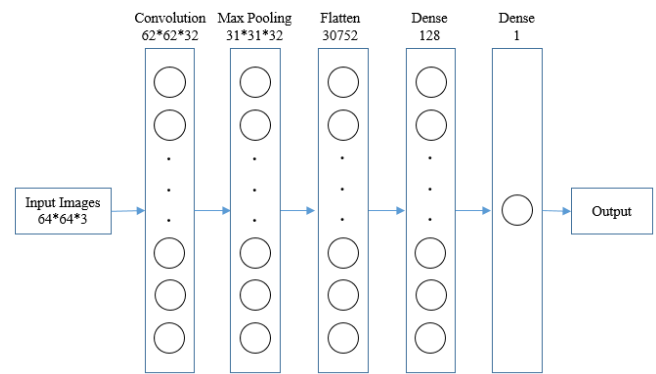 Convolution
62*62*32
Max Pooling
31*31*32
Flatten
30752
Dense
128
Dense
1
Input Images
64*64*3
Output